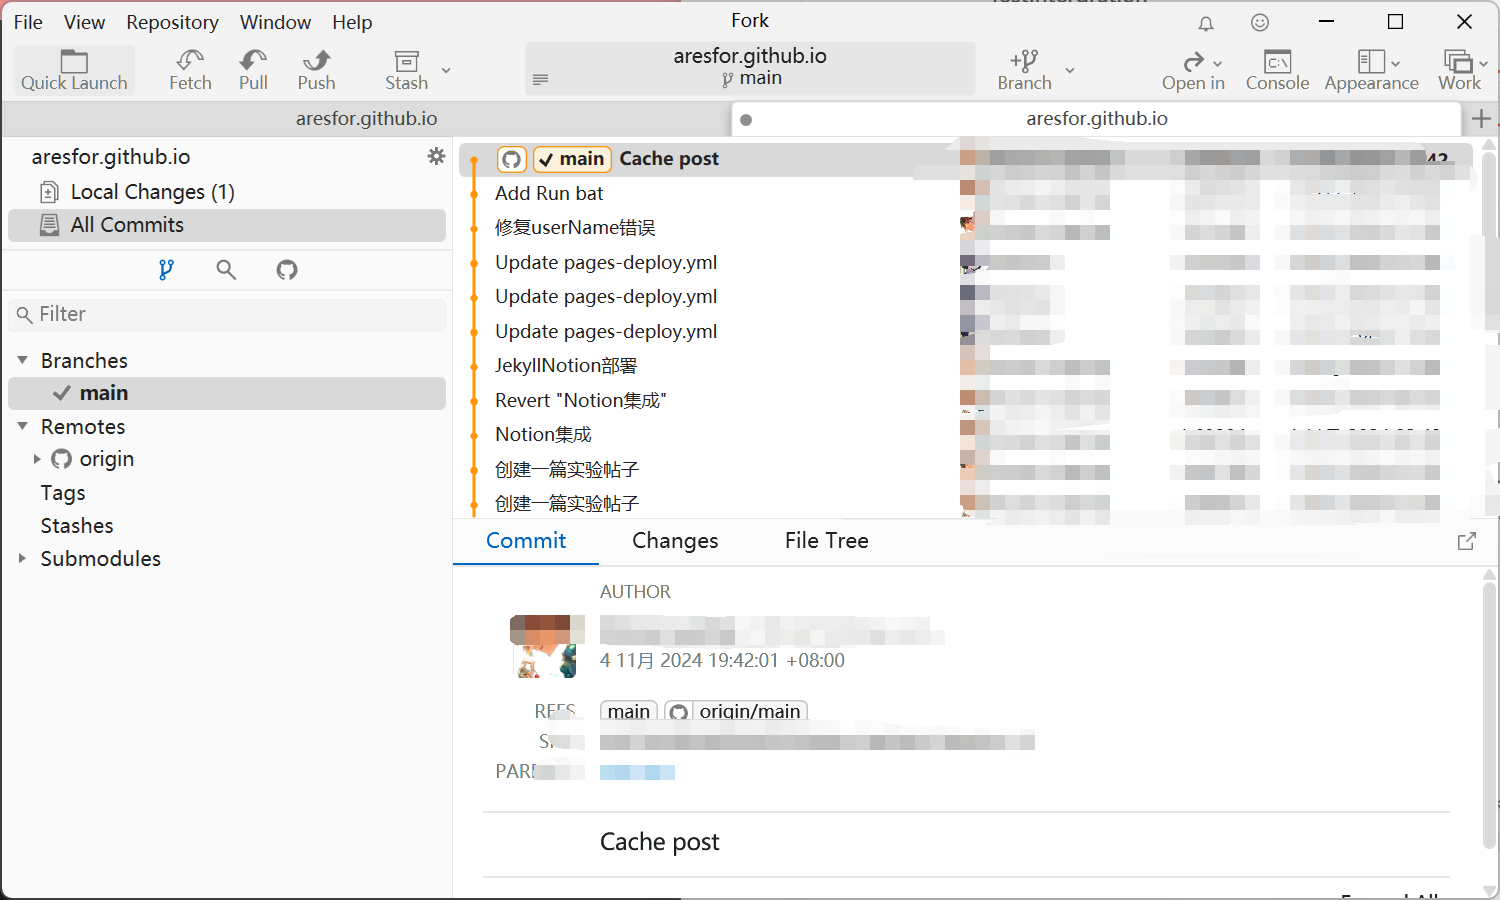 File View Repository Window Help
Fork
Quick Launch
Fetch
Pull
Push
Stash
aresfor.github.io
main
Branch
Open in
Console
Appearance
Work
aresfor.github.io
aresfor.github.io
aresfor.github.io
Local Changes (1)
All Commits
Filter
Branches
main
Remotes
origin
Tags
Stashes
Submodules
main Cache post
Add Run bat
修复userName错误
Update pages-deploy.yml
Update pages-deploy.yml
Update pages-deploy.yml
JekyllNotion部署
Revert "Notion集成"
Notion集成
创建一篇实验帖子
创建一篇实验帖子
Commit Changes File Tree
AUTHOR
4 11月 2024 19:42:01 +08:00
REFS main origin/main
Cache post